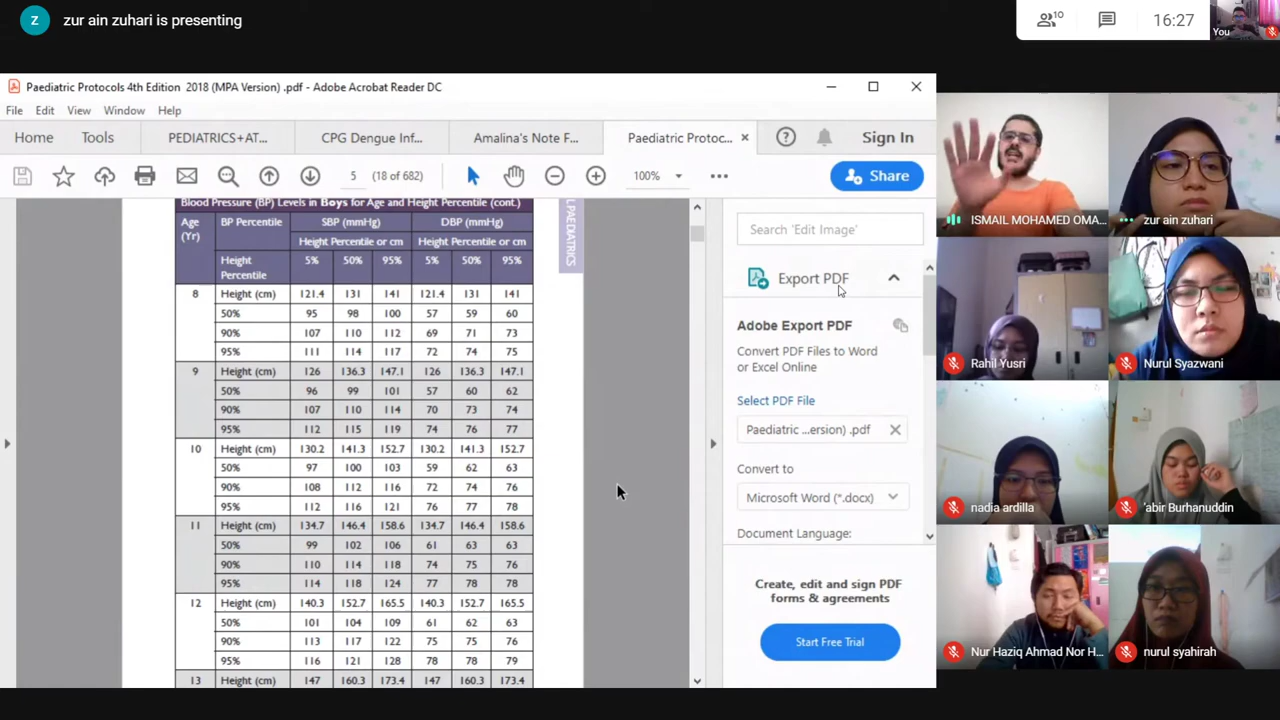 Z zur ain zuhari is presenting
10
16:27
You
Paediatric Protocols 4th Edition 2018 (MPA Version) .pdf - Adobe Acrobat Reader DC
File Edit View Window Help
Home Tools PEDIATRICS+AT... CPG Dengue Inf... Amalina's Note F... Paediatric Protoc... Sign In
5 (18 of 682) 100% Share
Blood Pressure (BP) Levels in Boys for Age and Height Percentile (cont.)
Age (Yr) BP Percentile SBP (mmHg) DBP (mmHg)
Height Percentile or cm Height Percentile or cm
Height Percentile 5% 50% 95% 5% 50% 95%
8 Height (cm) 121.4 131 141 121.4 131 141
50% 95 98 100 57 59 60
90% 107 110 112 69 71 73
95% 111 114 117 72 74 75
9 Height (cm) 126 136.3 147.1 126 136.3 147.1
50% 96 99 101 57 60 62
90% 107 110 114 70 73 74
95% 112 115 119 74 76 77
10 Height (cm) 130.2 141.3 152.7 130.2 141.3 152.7
50% 97 100 103 59 62 63
90% 108 112 116 72 74 76
95% 112 116 121 76 77 78
11 Height (cm) 134.7 146.4 158.6 134.7 146.4 158.6
50% 99 102 106 61 63 63
90% 110 114 118 74 75 76
95% 114 118 124 77 78 78
12 Height (cm) 140.3 152.7 165.5 140.3 152.7 165.5
50% 101 104 109 61 62 63
90% 113 117 122 75 75 76
95% 116 121 128 78 78 79
13 Height (cm) 147 160.3 173.4 147 160.3 173.4
LPAEDIATRICS
Search 'Edit Image'
Export PDF
Adobe Export PDF
Convert PDF Files to Word
or Excel Online
Select PDF File
Paediatric ...ersion) .pdf
Convert to
Microsoft Word (*.docx)
Document Language:
Create, edit and sign PDF
forms & agreements
Start Free Trial
ISMAIL MOHAMED OMA...
zur ain zuhari
Rahil Yusri
Nurul Syazwani
nadia ardilla
'abir Burhanuddin
Nur Haziq Ahmad Nor H...
nurul syahirah